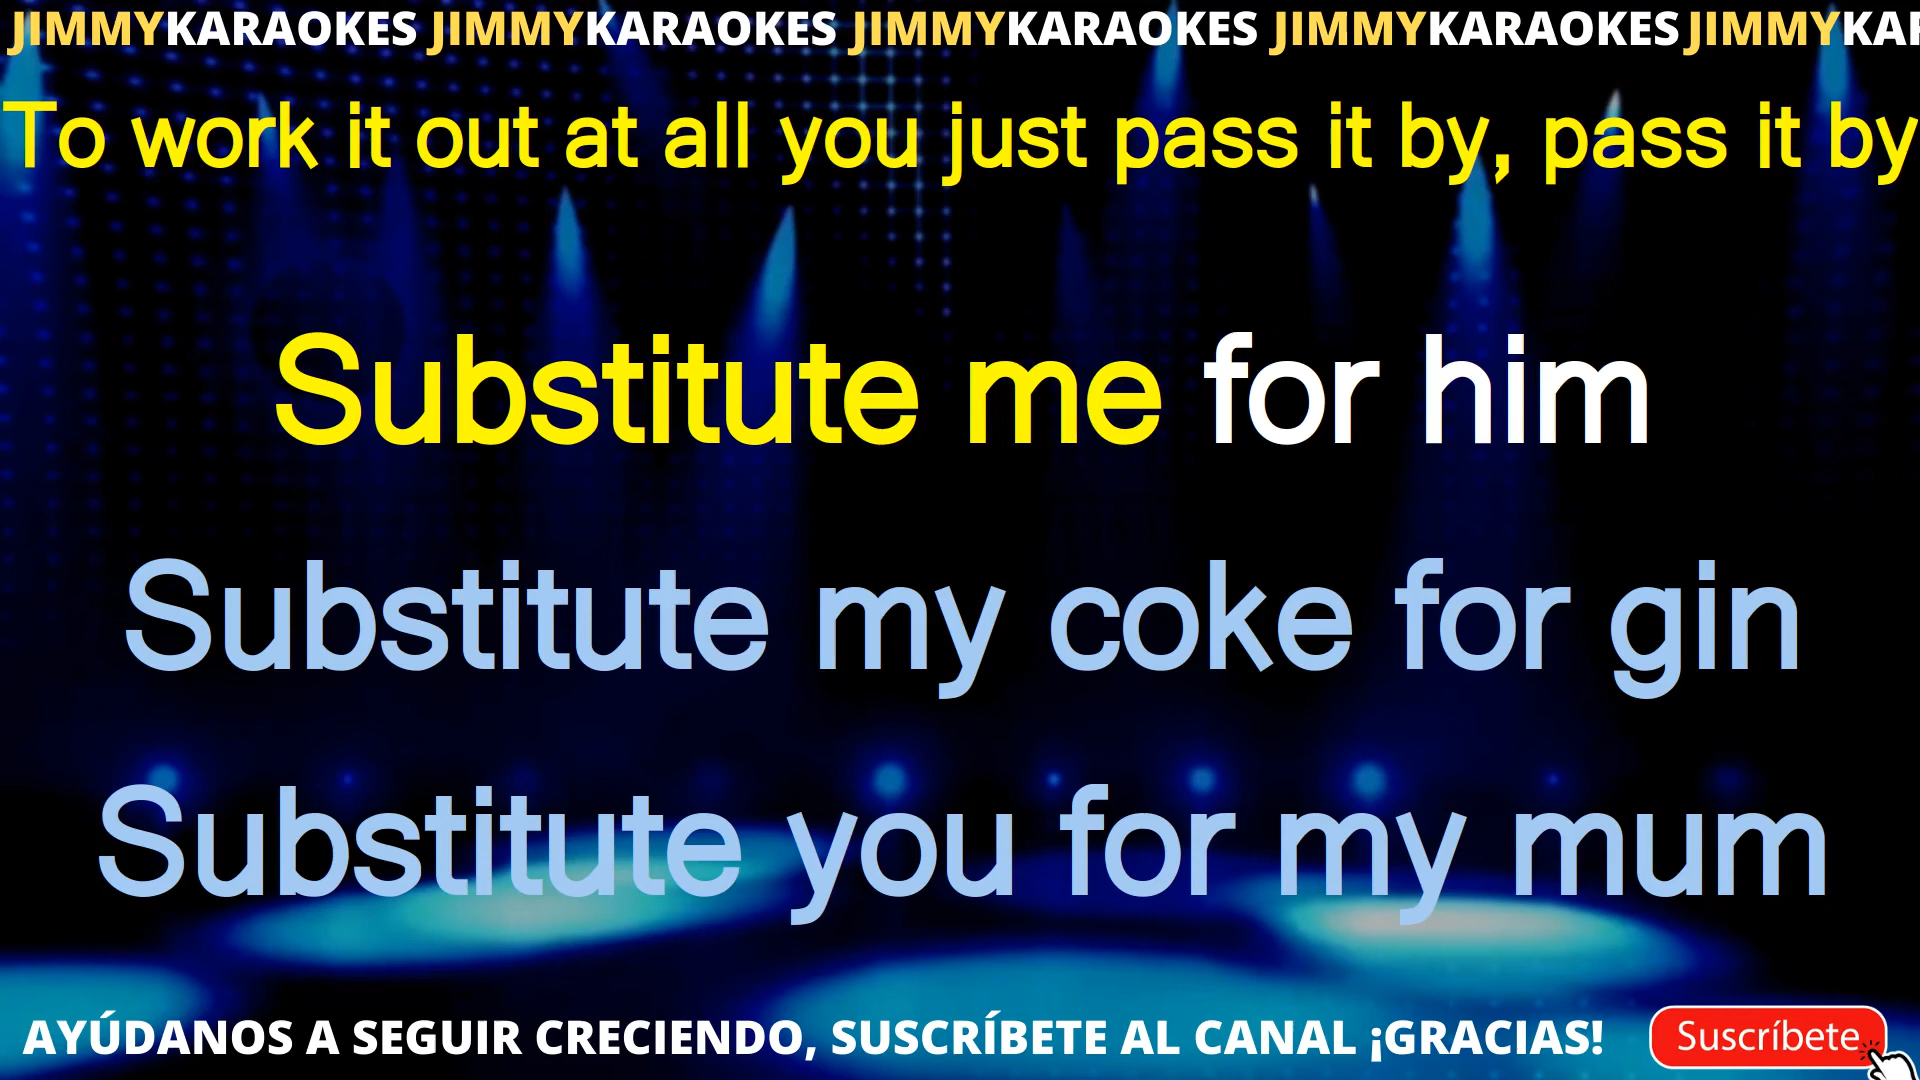 JIMMYKARAOKES JIMMYKARAOKES JIMMYKARAOKES JIMMYKARAOKES JIMMYKAR
To work it out at all you just pass it by, pass it by
Substitute me for him
Substitute my coke for gin
Substitute you for my mum
AYÚDANOS A SEGUIR CRECIENDO, SUSCRÍBETE AL CANAL ¡GRACIAS! Suscríbete